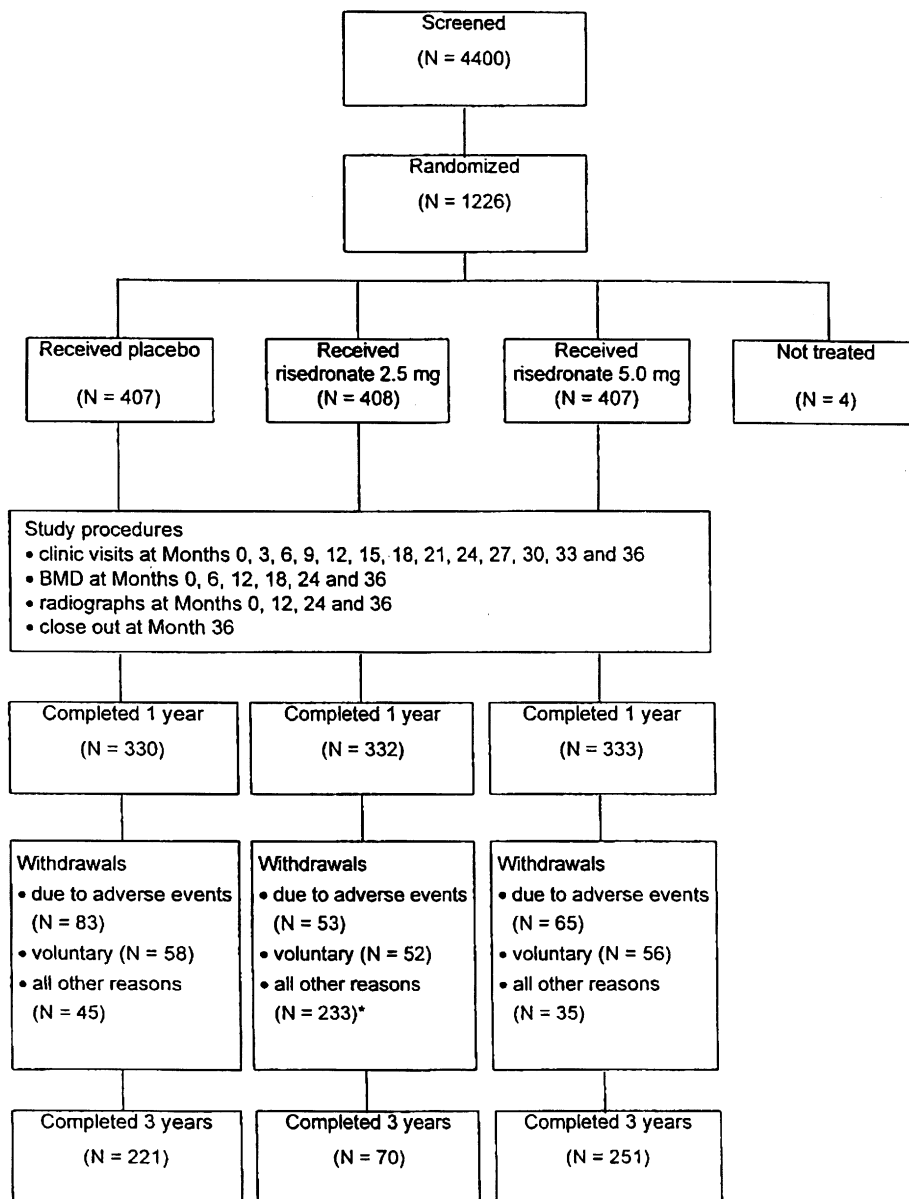 Screened
(N = 4400)
Randomized
(N = 1226)
Received placebo
(N = 407)
Received
risedronate 2.5 mg
(N = 408)
Received
risedronate 5.0 mg
(N = 407)
Not treated
(N = 4)
Study procedures
• clinic visits at Months 0, 3, 6, 9, 12, 15, 18, 21, 24, 27, 30, 33 and 36
• BMD at Months 0, 6, 12, 18, 24 and 36
• radiographs at Months 0, 12, 24 and 36
• close out at Month 36
Completed 1 year
(N = 330)
Completed 1 year
(N = 332)
Completed 1 year
(N = 333)
Withdrawals
• due to adverse events
(N = 83)
• voluntary (N = 58)
• all other reasons
(N = 45)
Withdrawals
• due to adverse events
(N = 53)
• voluntary (N = 52)
• all other reasons
(N = 233)*
Withdrawals
• due to adverse events
(N = 65)
• voluntary (N = 56)
• all other reasons
(N = 35)
Completed 3 years
(N = 221)
Completed 3 years
(N = 70)
Completed 3 years
(N = 251)